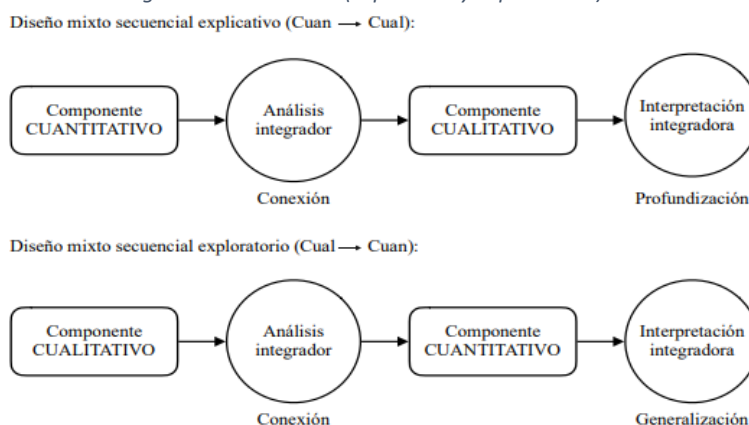 Diseño mixto secuencial explicativo (Cuan → Cual):
Componente
CUANTITATIVO
Análisis
integrador
Conexión
Componente
CUALITATIVO
Interpretación
integradora
Profundización
Diseño mixto secuencial exploratorio (Cual → Cuan):
Componente
CUALITATIVO
Análisis
integrador
Conexión
Componente
CUANTITATIVO
Interpretación
integradora
Generalización